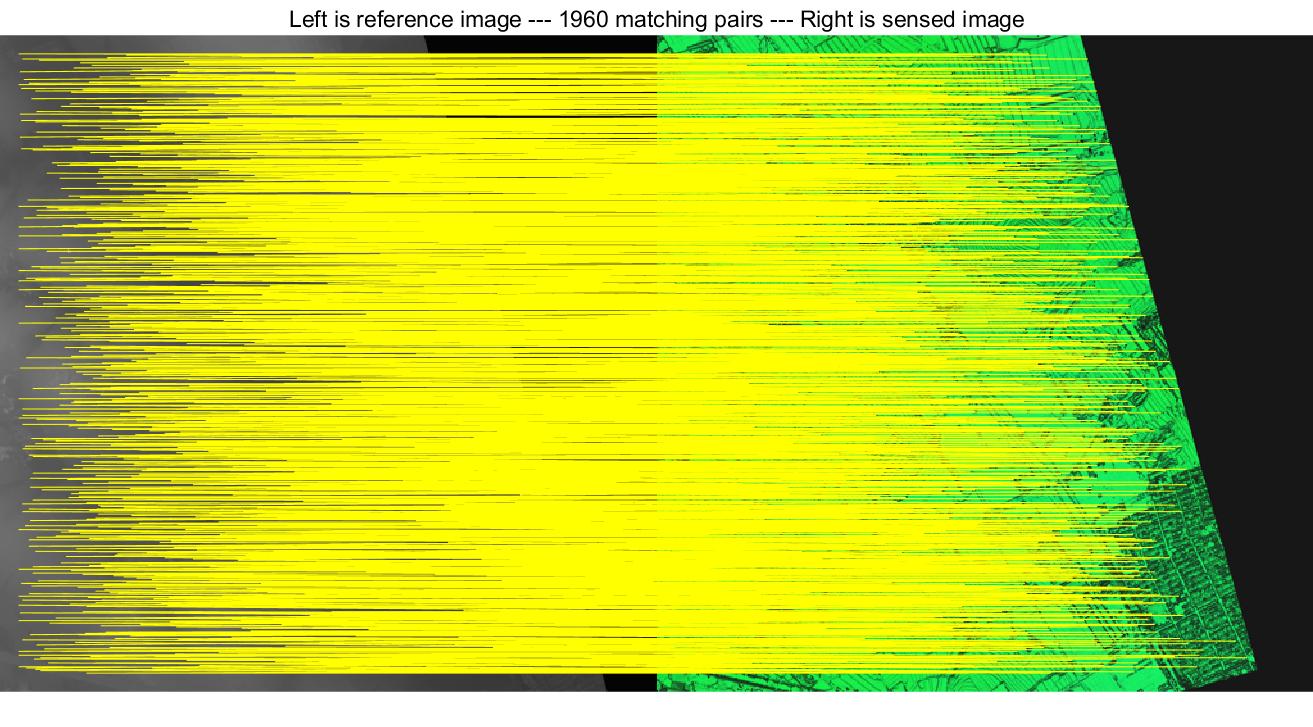 Left is reference image --- 1960 matching pairs --- Right is sensed image